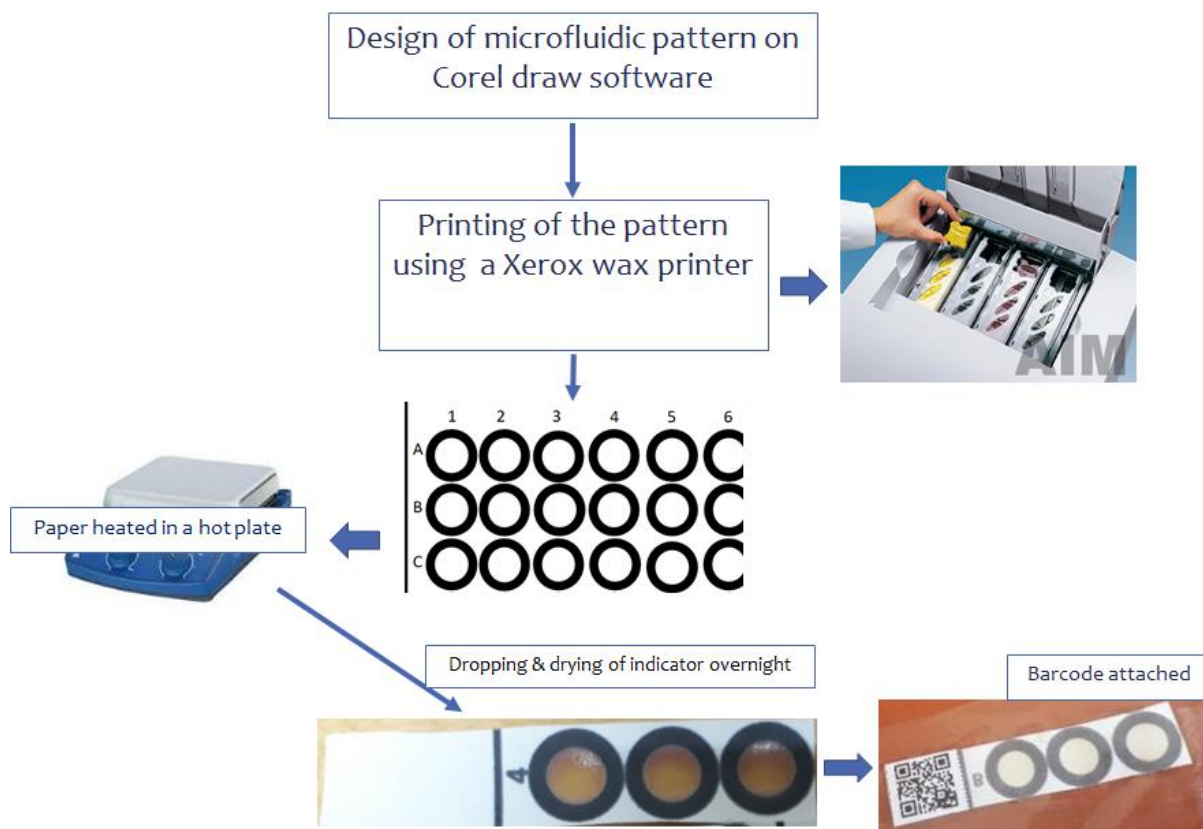 Design of microfluidic pattern on
Corel draw software
Printing of the pattern
using a Xerox wax printer
AIM
1 2 3 4 5 6
A
B
C
Paper heated in a hot plate
Dropping & drying of indicator overnight
Barcode attached
4
B